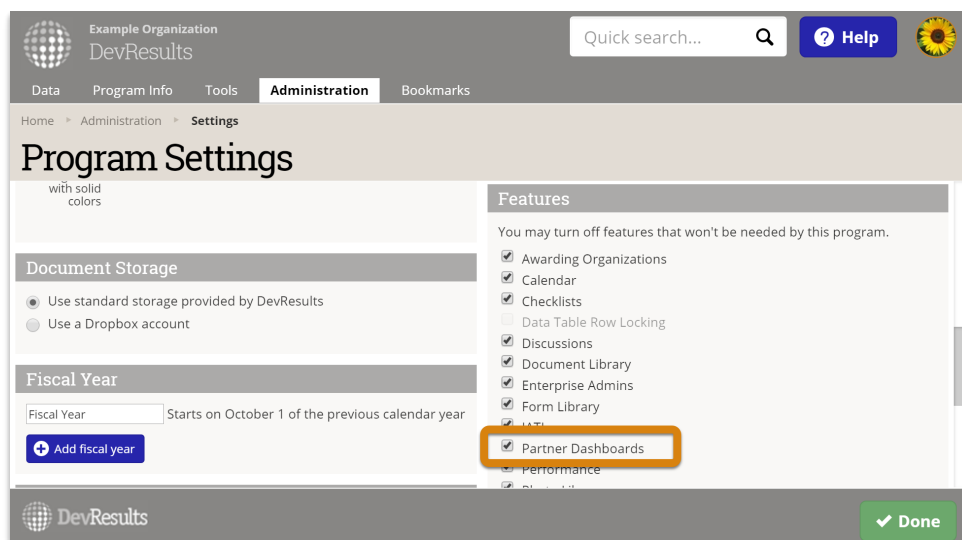 Example Organization
DevResults
Quick search...
Help
Data Program Info Tools Administration Bookmarks
Home Administration Settings
Program Settings
with solid
colors
Document Storage
Use standard storage provided by DevResults
Use a Dropbox account
Fiscal Year
Fiscal Year Starts on October 1 of the previous calendar year
Add fiscal year
Features
You may turn off features that won't be needed by this program.
Awarding Organizations
Calendar
Checklists
Data Table Row Locking
Discussions
Document Library
Enterprise Admins
Form Library
IATI
Partner Dashboards
Performance
DevResults
Done